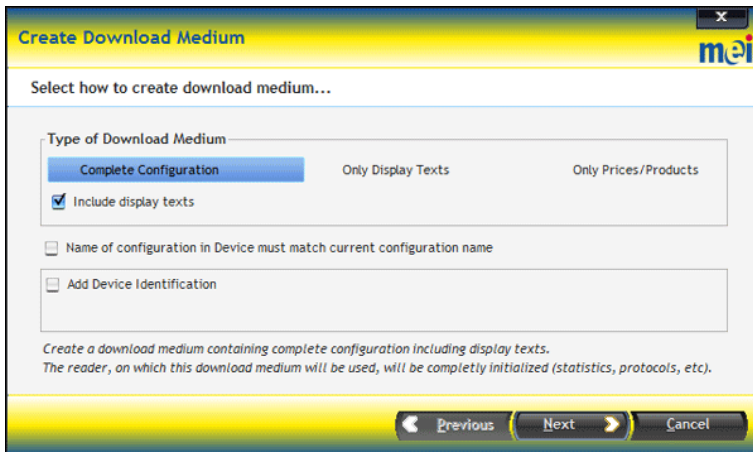 x
Create Download Medium
mei
Select how to create download medium...
Type of Download Medium
Complete Configuration Only Display Texts Only Prices/Products
Include display texts
Name of configuration in Device must match current configuration name
Add Device Identification
Create a download medium containing complete configuration including display texts.
The reader, on which this download medium will be used, will be completly initialized (statistics, protocols, etc).
Previous Next Cancel